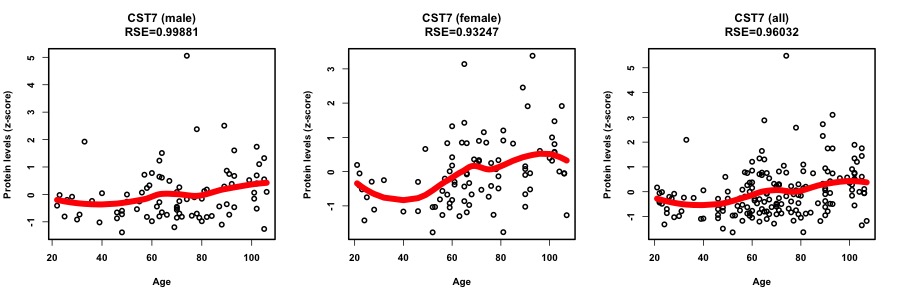 CST7 (male)
RSE=0.99881
Protein levels (z-score)
5
4
3
2
1
0
-1
20 40 60 80 100
Age
CST7 (female)
RSE=0.93247
Protein levels (z-score)
3
2
1
0
-1
20 40 60 80 100
Age
CST7 (all)
RSE=0.96032
Protein levels (z-score)
5
4
3
2
1
0
-1
20 40 60 80 100
Age